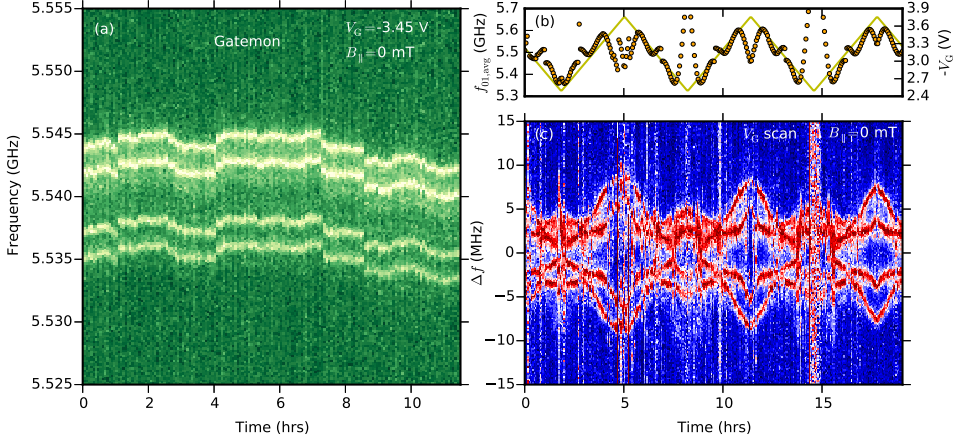 (a)
V_G=-3.45 V
Gatemon
B_∥=0 mT
5.555
5.550
5.545
5.540
5.535
5.530
5.525
Frequency (GHz)
0 2 4 6 8 10
Time (hrs)
(b)
5.7
5.6
5.5
5.4
5.3
f_01,avg (GHz)
3.9
3.6
3.3
3.0
2.7
2.4
-V_G (V)
(c)
V_G scan B_∥=0 mT
15
10
5
0
−5
−10
−15
Δf (MHz)
0 5 10 15
Time (hrs)